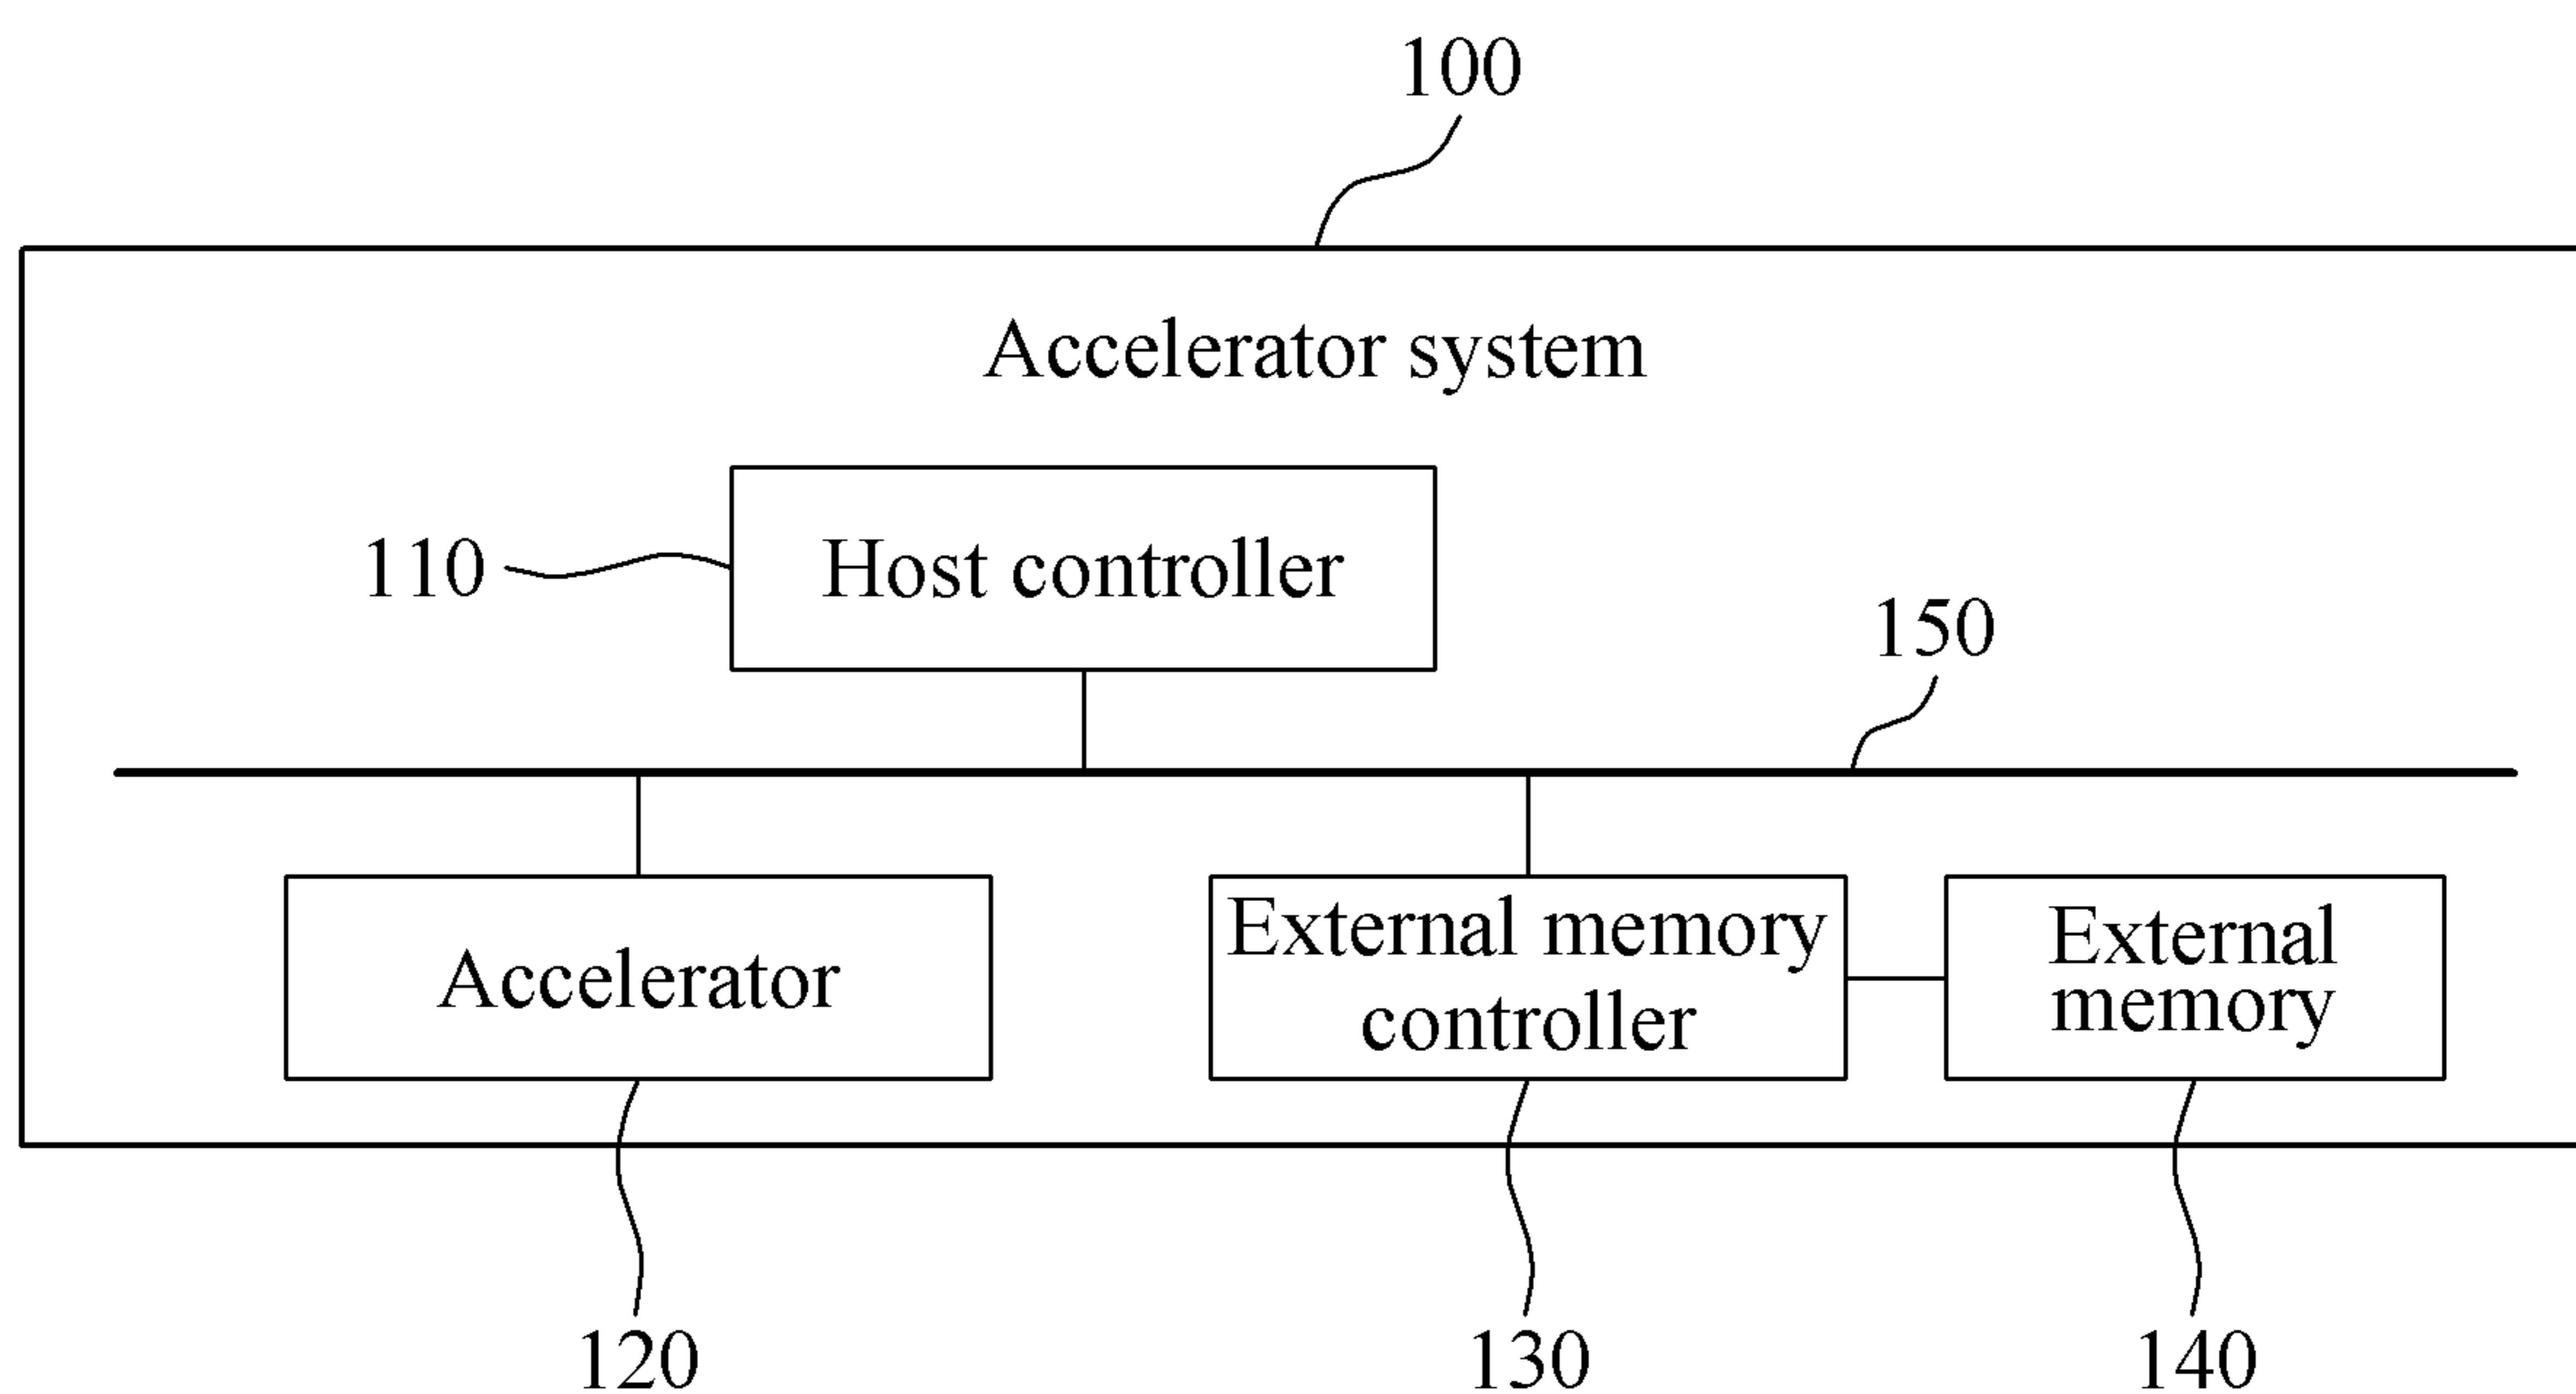 100
Accelerator system
110
Host controller
150
Accelerator
External memory
controller
External
memory
120
130
140